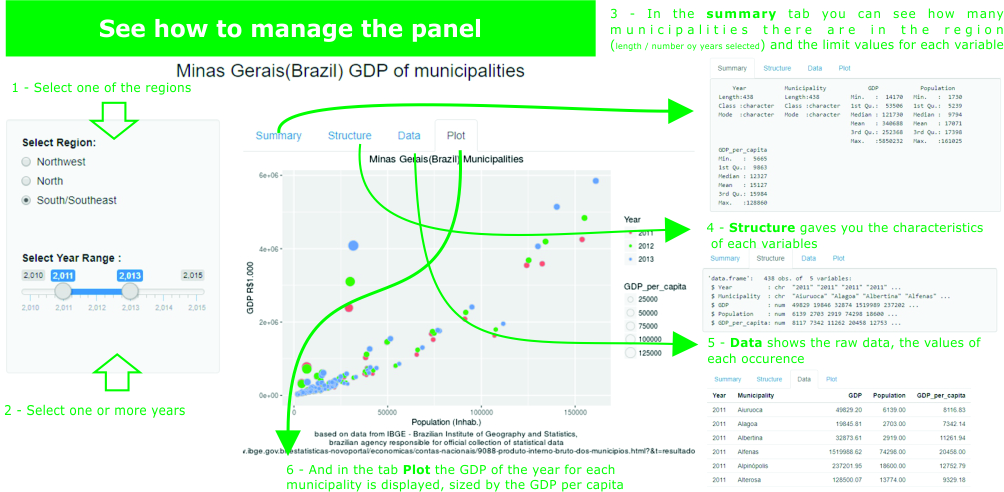 See how to manage the panel
Minas Gerais(Brazil) GDP of municipalities
1 - Select one of the regions
Select Region:
Northwest
North
South/Southeast
Select Year Range :
2,010
2,011
2,013
2,015
2,010 2,011 2,012 2,013 2,014 2,015
2 - Select one or more years
Summary Structure Data Plot
Minas Gerais(Brazil) Municipalities
GDP R$1.000
6e+06
4e+06
2e+06
0e+00
0 50000 100000 150000
Population (Inhab.)
Year
2011
2012
2013
GDP_per_capita
25000
50000
75000
100000
125000
based on data from IBGE - Brazilian Institute of Geography and Statistics,
brazilian agency responsible for official collection of statistical data
w.ibge.gov.br/estatisticas-novoportal/economicas/contas-nacionais/9088-produto-interno-bruto-dos-municipios.html?&t=resultado
6 - And in the tab Plot the GDP of the year for each
municipality is displayed, sized by the GDP per capita
3 - In the summary tab you can see how many
municipalities there are in the region
(length / number oy years selected) and the limit values for each variable
Summary Structure Data Plot
Year Municipality GDP Population
Length:438 Length:438 Min. : 14170 Min. : 1730
Class :character Class :character 1st Qu.: 53506 1st Qu.: 5239
Mode :character Mode :character Median : 121730 Median : 9794
Mean : 340688 Mean : 17071
3rd Qu.: 252368 3rd Qu.: 17398
Max. :5850232 Max. :161025
GDP_per_capita
Min. : 5665
1st Qu.: 9863
Median : 12327
Mean : 15127
3rd Qu.: 15984
Max. :128860
4 - Structure gaves you the characteristics
of each variables
Summary Structure Data Plot
'data.frame': 438 obs. of 5 variables:
$ Year : chr "2011" "2011" "2011" "2011" ...
$ Municipality : chr "Aiuruoca" "Alagoa" "Albertina" "Alfenas" ...
$ GDP : num 49829 19846 32874 1519989 237202 ...
$ Population : num 6139 2703 2919 74298 18600 ...
$ GDP_per_capita: num 8117 7342 11262 20458 12753 ...
5 - Data shows the raw data, the values of
each occurence
Summary Structure Data Plot
Year Municipality GDP Population GDP_per_capita
2011 Aiuruoca 49829.20 6139.00 8116.83
2011 Alagoa 19845.81 2703.00 7342.14
2011 Albertina 32873.61 2919.00 11261.94
2011 Alfenas 1519988.62 74298.00 20458.00
2011 Alpinópolis 237201.95 18600.00 12752.79
2011 Alterosa 128500.07 13774.00 9329.18